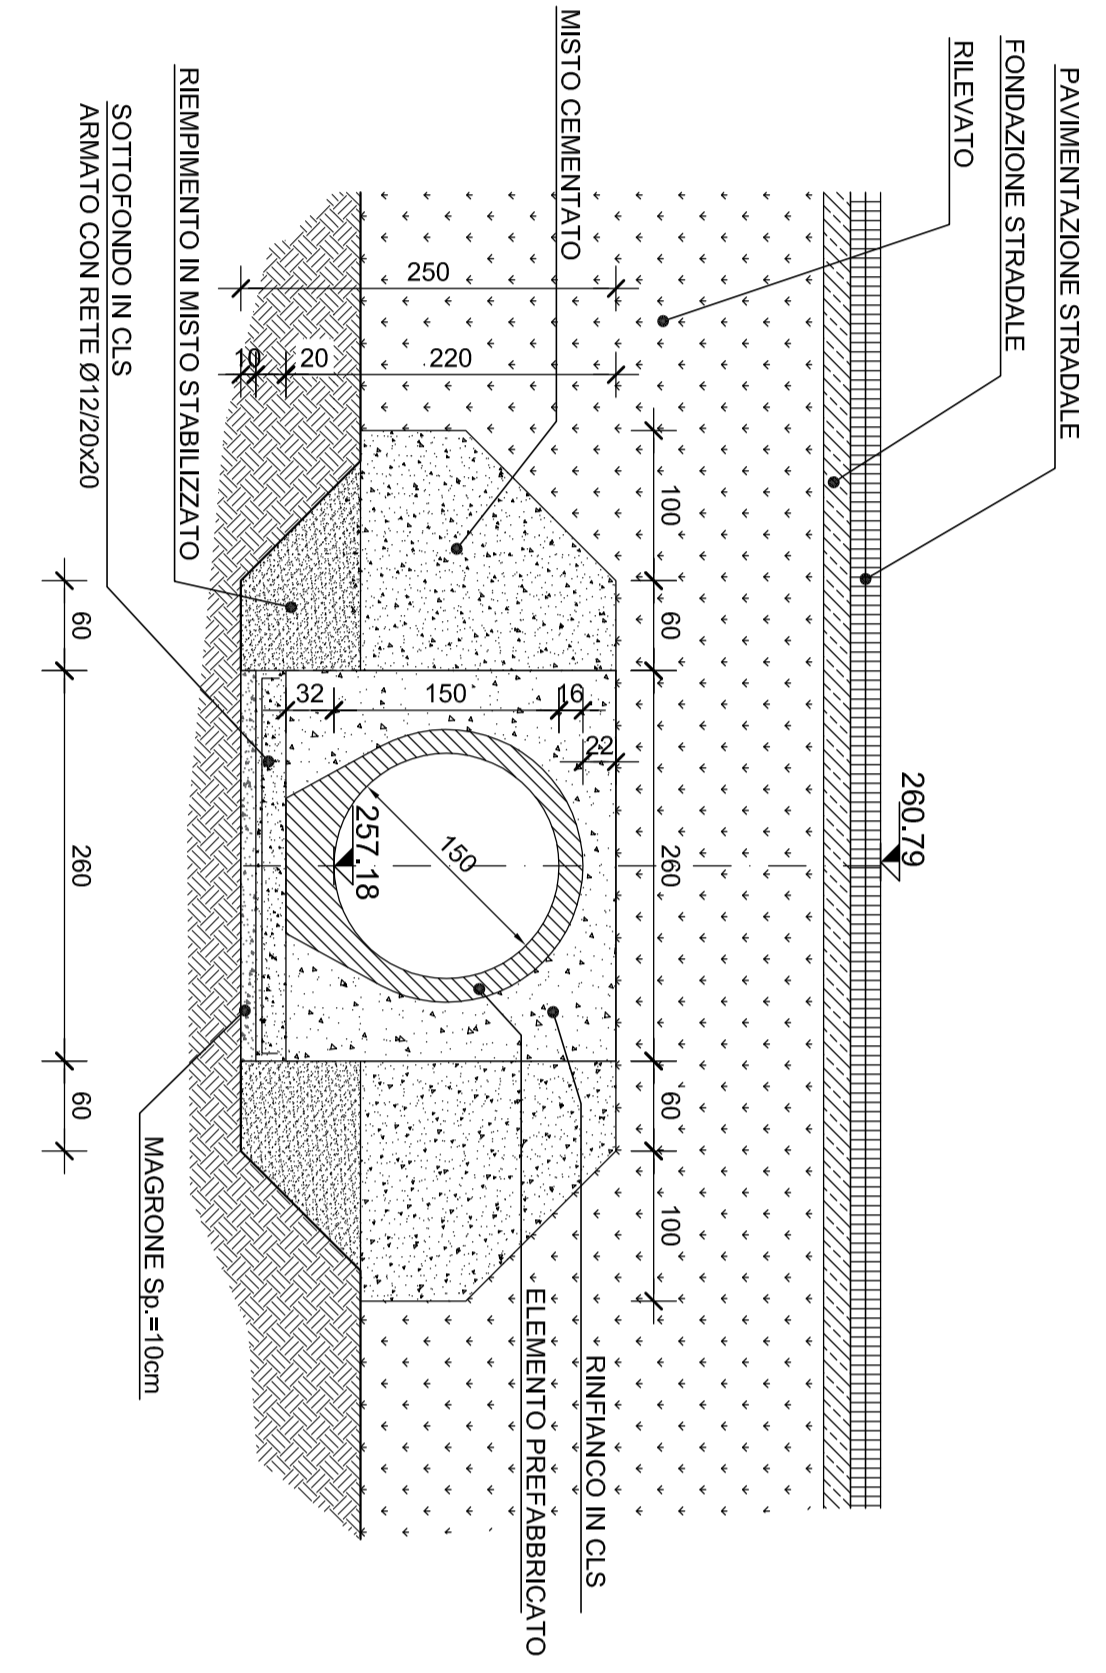 PAVIMENTAZIONE STRADALE
FONDAZIONE STRADALE
RILEVATO
MISTO CEMENTATO
RIEMPIMENTO IN MISTO STABILIZZATO
SOTTOFONDO IN CLS
ARMATO CON RETE Ø12/20x20
260.79
100
60
260
60
100
250
220
20
10
22
16
150
32
150
257.18
60
260
60
RINFIANCO IN CLS
ELEMENTO PREFABBRICATO
MAGRONE Sp.=10cm